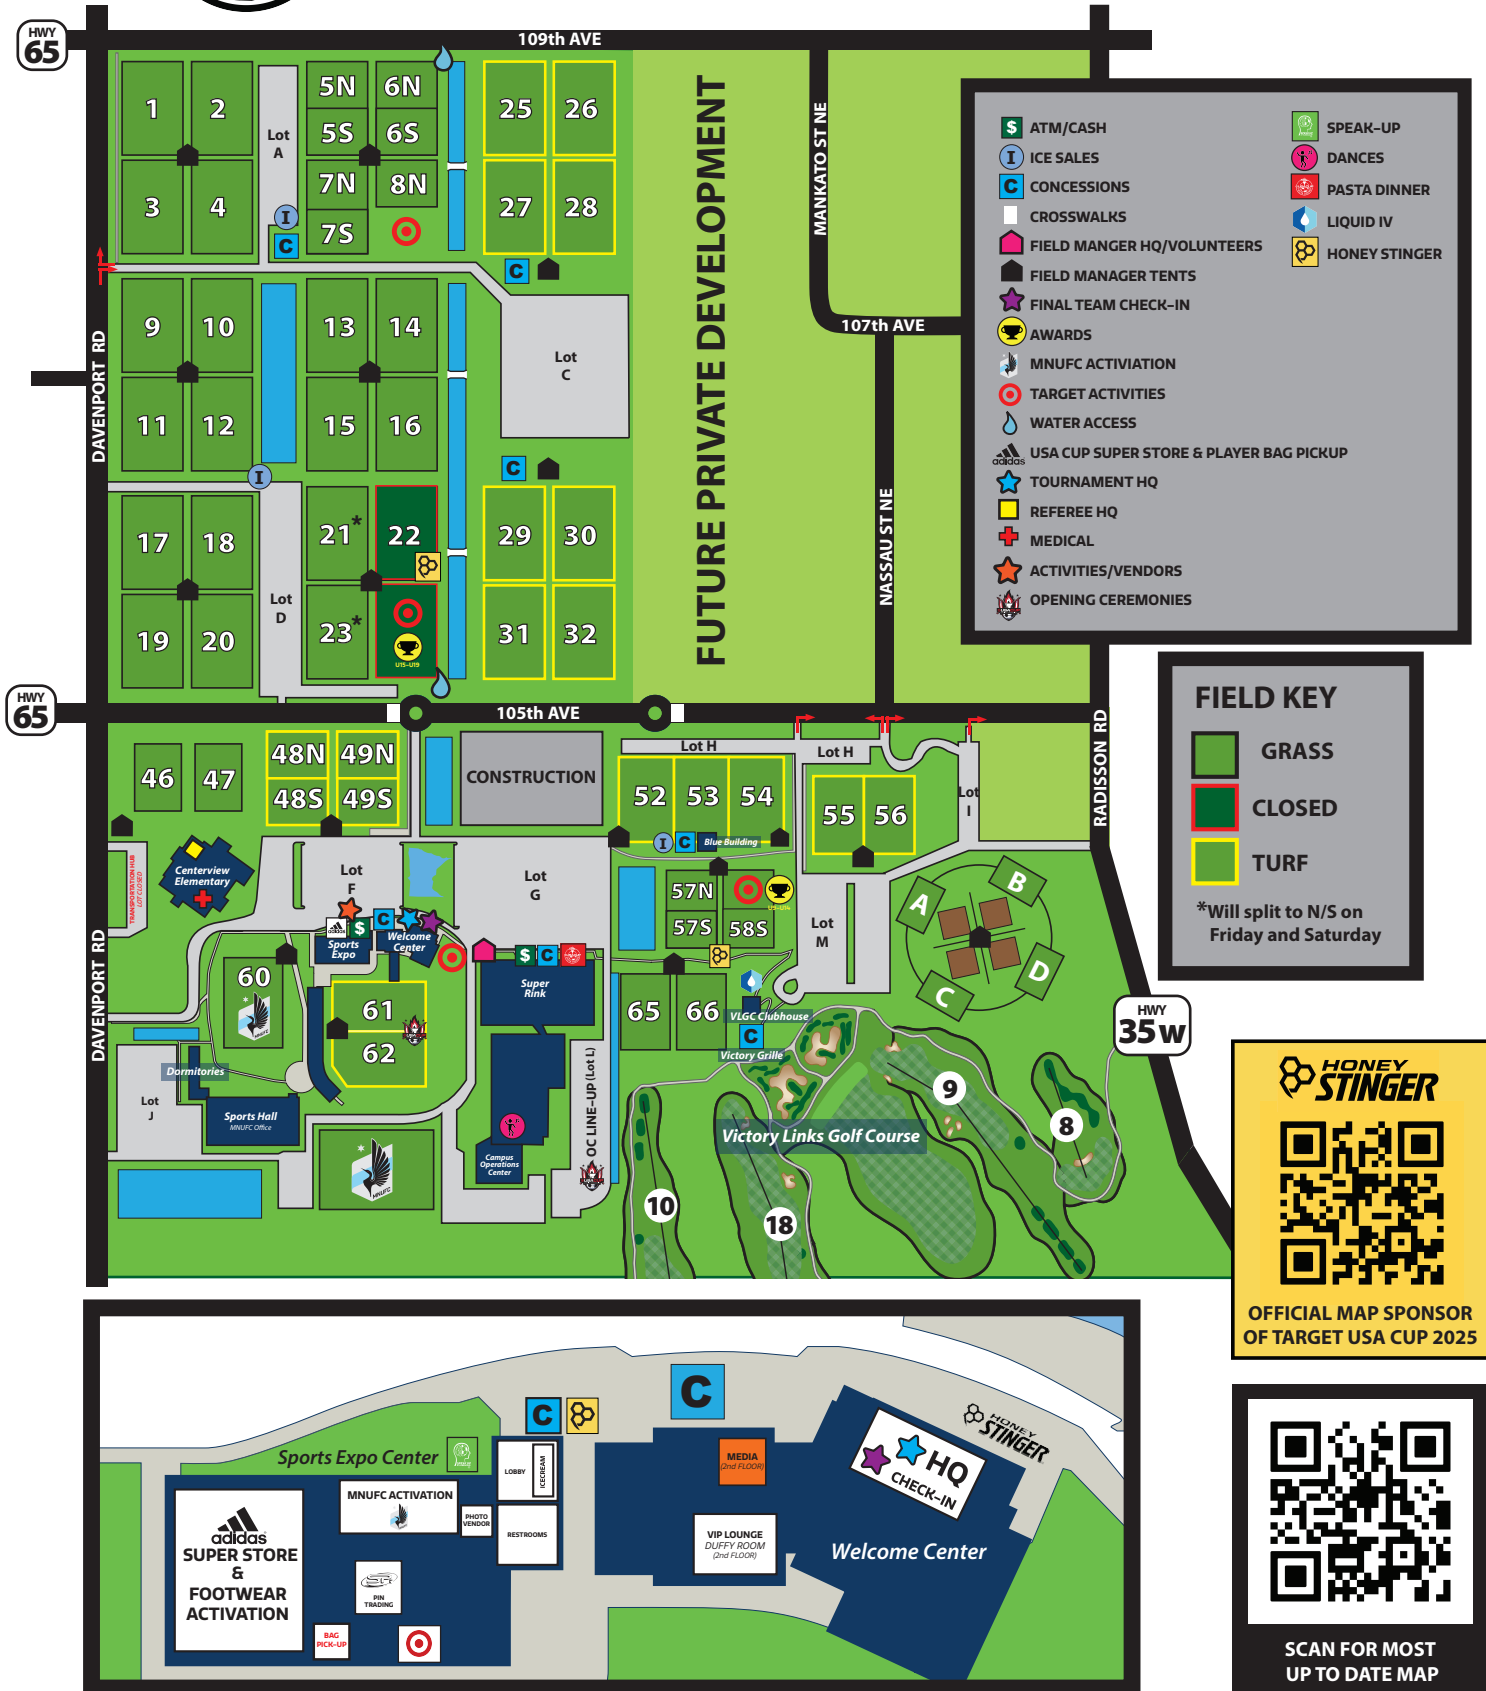 HWY
65
109th AVE
1
2
Lot
A
5N
6N
5S
6S
3
4
7N
8N
7S
I
C
25
26
27
28
C
DAVENPORT RD
9
10
13
14
11
12
15
16
Lot
C
C
I
17
18
21*
22
19
20
Lot
D
23*
U15-U19
29
30
31
32
FUTURE PRIVATE DEVELOPMENT
MANKATO ST NE
107th AVE
NASSAU ST NE
$ ATM/CASH
I ICE SALES
C CONCESSIONS
CROSSWALKS
FIELD MANGER HQ/VOLUNTEERS
FIELD MANAGER TENTS
FINAL TEAM CHECK-IN
AWARDS
MNUFC ACTIVIATION
TARGET ACTIVITIES
WATER ACCESS
adidas USA CUP SUPER STORE & PLAYER BAG PICKUP
TOURNAMENT HQ
REFEREE HQ
MEDICAL
ACTIVITIES/VENDORS
OPENING CEREMONIES
SPEAK-UP
DANCES
PASTA DINNER
LIQUID IV
HONEY STINGER
HWY
65
105th AVE
RADISSON RD
FIELD KEY
GRASS
CLOSED
TURF
*Will split to N/S on
Friday and Saturday
46
47
48N
49N
48S
49S
CONSTRUCTION
Lot H
Lot H
52
53
54
55
56
Lot
I
I
C
Blue Building
TRANSPORTATION HUB
LOT CLOSED
Centerview
Elementary
Lot
F
Lot
G
57N
57S
58S
U9-U14
Lot
M
A
B
C
D
adidas
$
C
Sports
Expo
Welcome
Center
$
C
Super
Rink
DAVENPORT RD
60
MNUFC
61
62
65
66
VLGC Clubhouse
C
Victory Grille
HWY
35W
Dormitories
Lot
J
Sports Hall
MNUFC Office
MNUFC
Campus
Operations
Center
OC LINE-UP (Lot L)
Victory Links Golf Course
9
8
10
18
HONEY
STINGER
OFFICIAL MAP SPONSOR
OF TARGET USA CUP 2025
C
C
Sports Expo Center
LOBBY
ICECREAM
MNUFC ACTIVATION
PHOTO
VENDOR
RESTROOMS
adidas
SUPER STORE
&
FOOTWEAR
ACTIVATION
PIN
TRADING
BAG
PICK-UP
MEDIA
(2nd FLOOR)
VIP LOUNGE
DUFFY ROOM
(2nd FLOOR)
HQ
CHECK-IN
HONEY
STINGER
Welcome Center
SCAN FOR MOST
UP TO DATE MAP